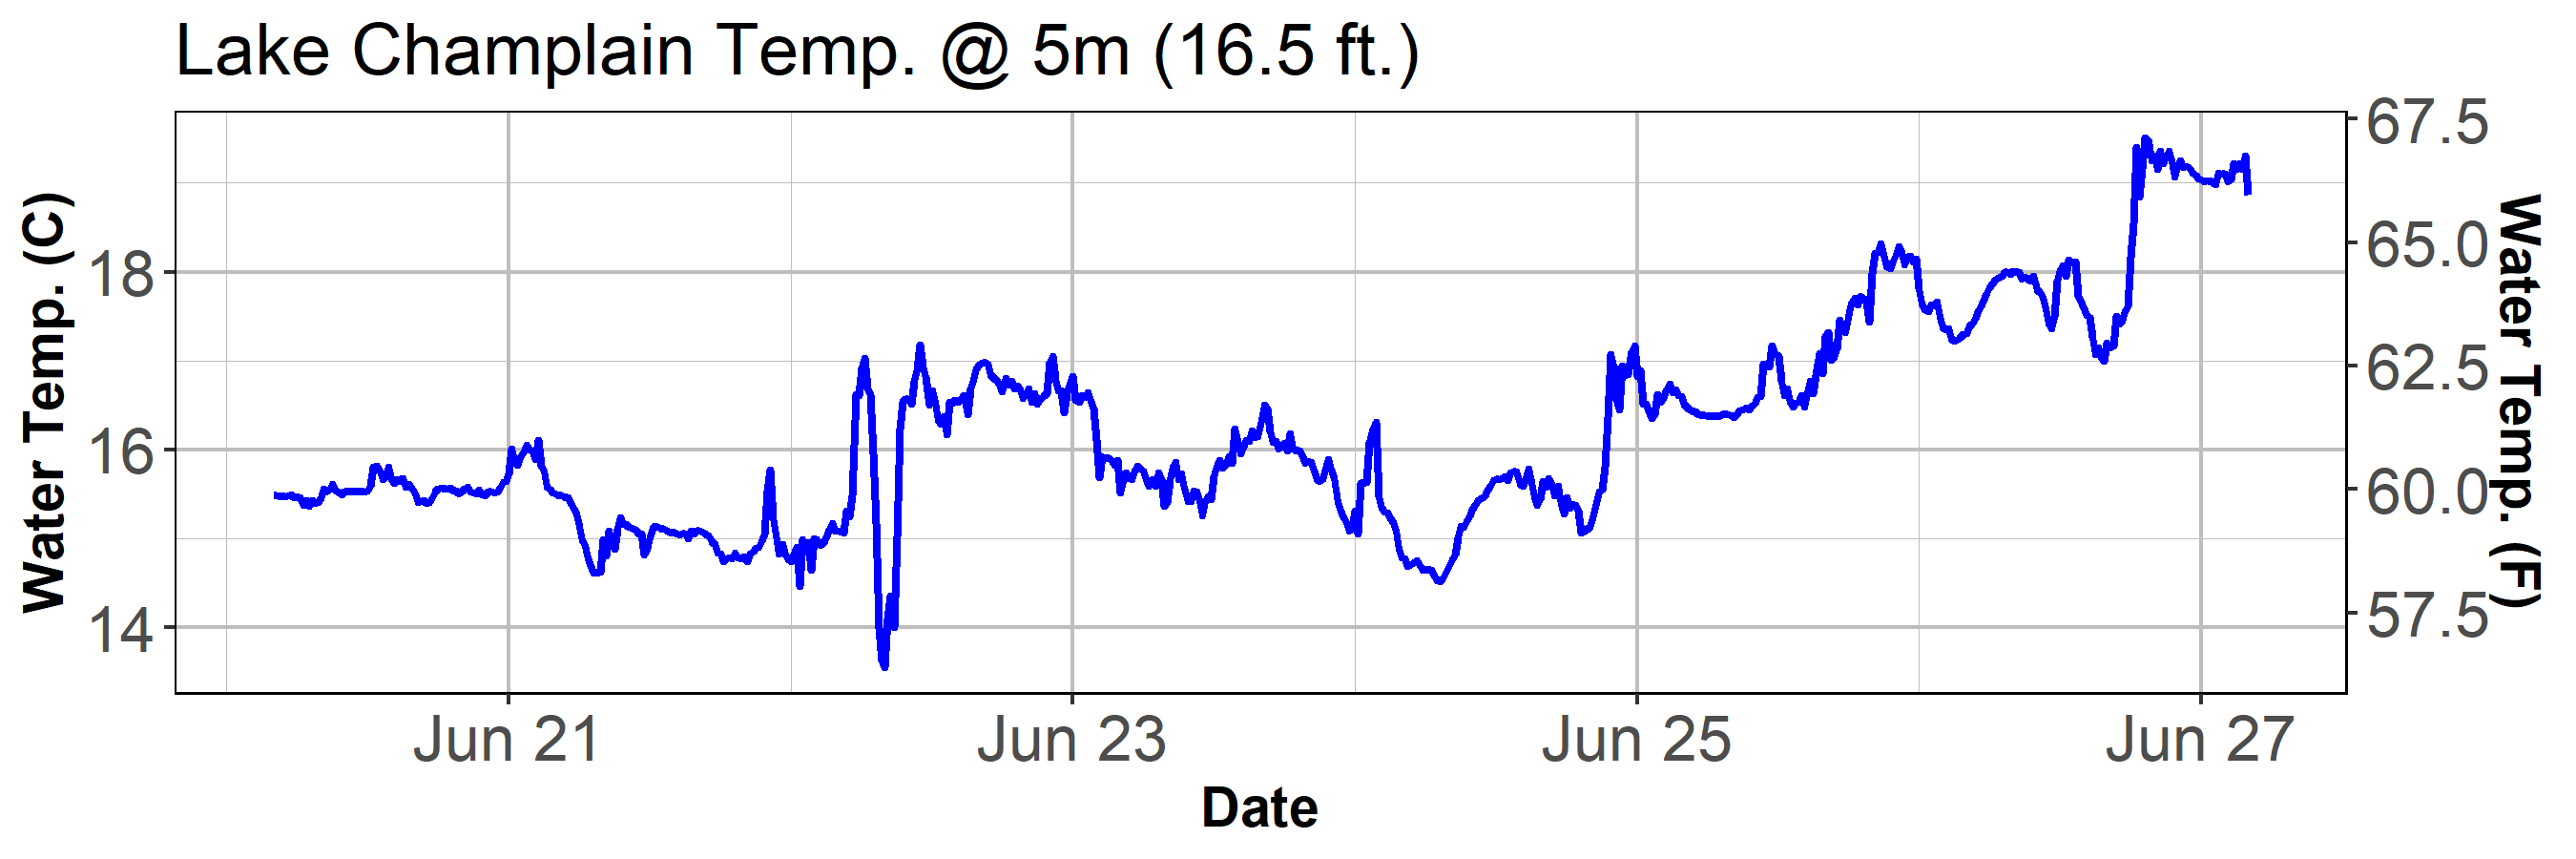 Lake Champlain Temp. @ 5m (16.5 ft.)
Water Temp. (C)
18
16
14
67.5
65.0
62.5
60.0
57.5
Water Temp. (F)
Jun 21
Jun 23
Jun 25
Jun 27
Date